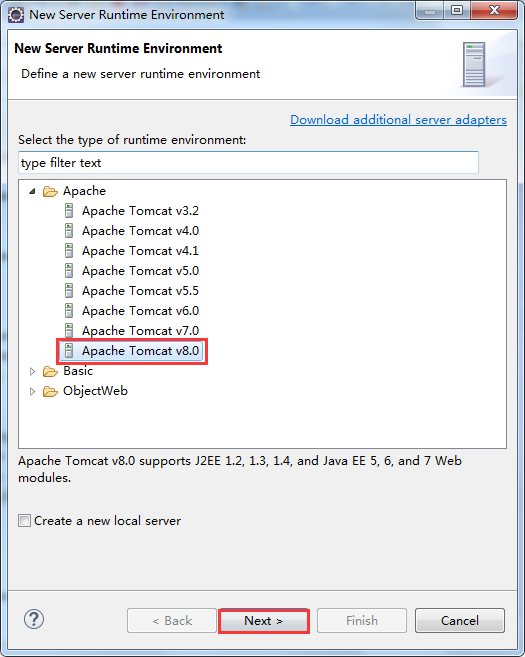 New Server Runtime Environment
New Server Runtime Environment
Define a new server runtime environment
Download additional server adapters
Select the type of runtime environment:
type filter text
Apache
Apache Tomcat v3.2
Apache Tomcat v4.0
Apache Tomcat v4.1
Apache Tomcat v5.0
Apache Tomcat v5.5
Apache Tomcat v6.0
Apache Tomcat v7.0
Apache Tomcat v8.0
Basic
ObjectWeb
Apache Tomcat v8.0 supports J2EE 1.2, 1.3, 1.4, and Java EE 5, 6, and 7 Web
modules.
Create a new local server
? < Back Next > Finish Cancel